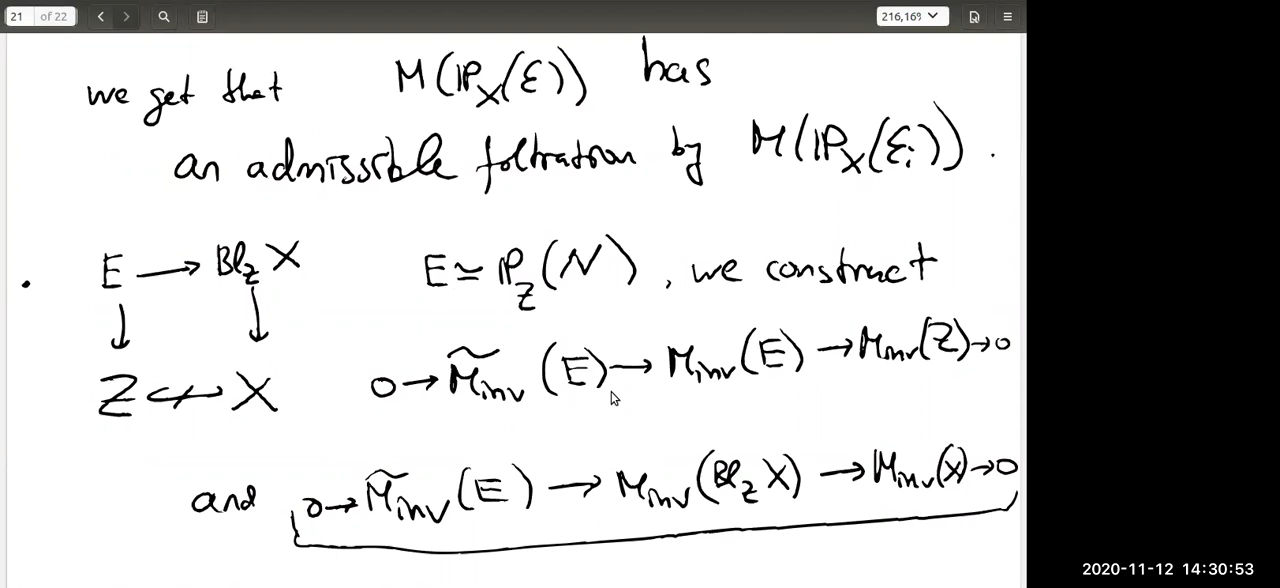 21 of 22 216,16%
we get that M(ℙ_X(ℰ)) has
an admissible foltration by M(ℙ_X(ℰ_i)).
• E → Bl_Z X E ≃ ℙ_Z(N), we construct
↓ ↓
0 → M̃_inv(E) → M_inv(E) → M_inv(Z) → 0
Z ↪ X
and 0 → M̃_inv(E) → M_inv(Bl_Z X) → M_inv(X) → 0
2020-11-12 14:30:53